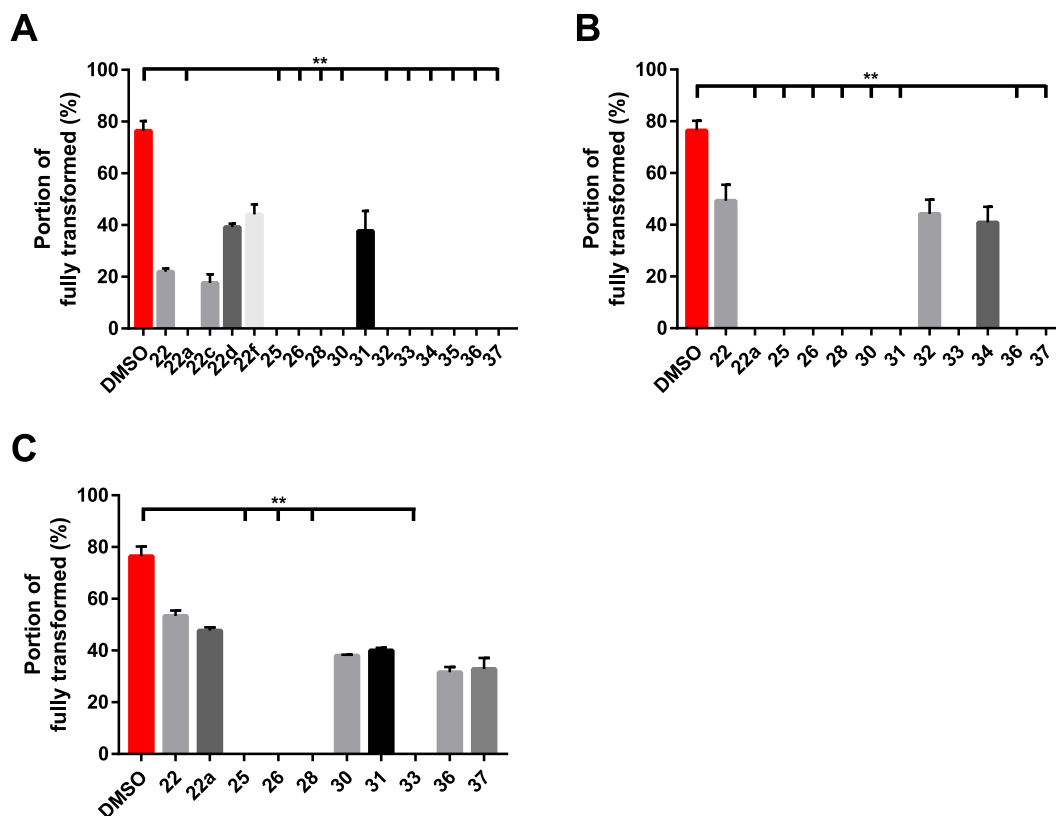 A
Portion of
fully transformed (%)
100
80
60
40
20
0
**
DMSO 22 22a 22c 22d 22f 25 26 28 30 31 32 33 34 35 36 37
B
Portion of
fully transformed (%)
100
80
60
40
20
0
**
DMSO 22 22a 25 26 28 30 31 32 33 34 36 37
C
Portion of
fully transformed (%)
100
80
60
40
20
0
**
DMSO 22 22a 25 26 28 30 31 33 36 37